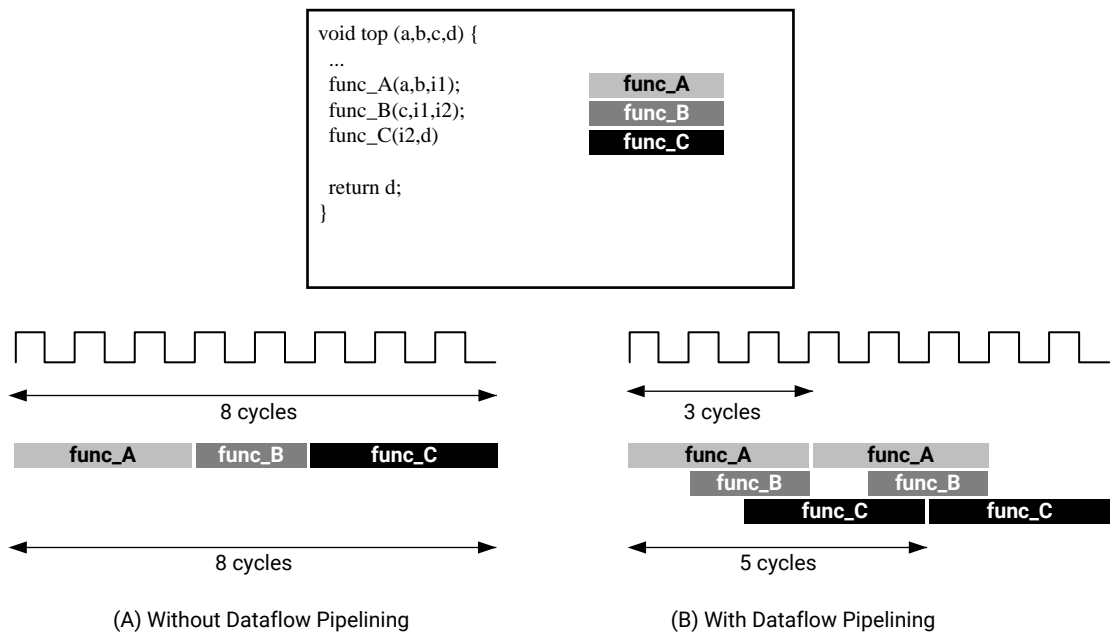 void top (a,b,c,d) {
...
func_A(a,b,i1);
func_B(c,i1,i2);
func_C(i2,d)
return d;
}
func_A
func_B
func_C
8 cycles
func_A func_B func_C
8 cycles
(A) Without Dataflow Pipelining
3 cycles
func_A func_A
func_B func_B
func_C func_C
5 cycles
(B) With Dataflow Pipelining